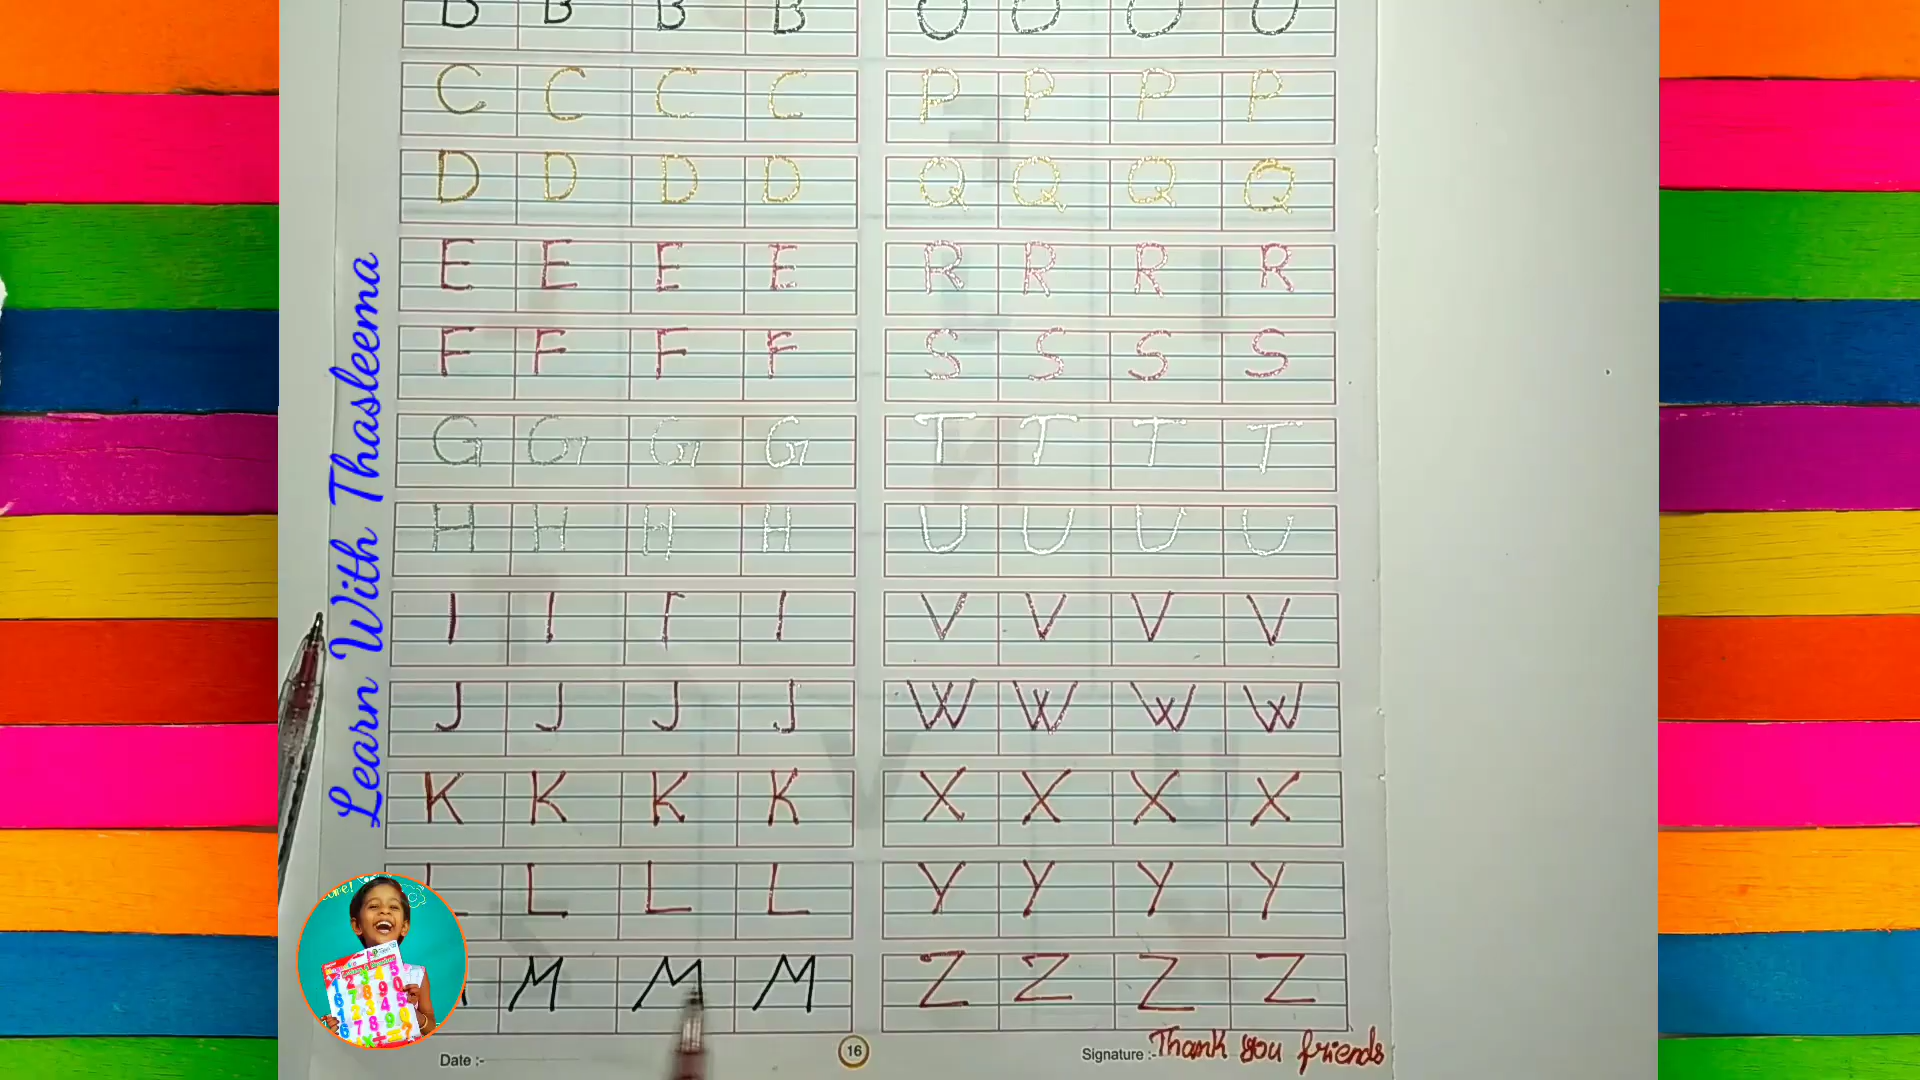 B B B B O O O O
C C C C P P P P
D D D D Q Q Q Q
E E E E R R R R
F F F F S S S S
G G G G T T T T
H H H H U U U U
I I I I V V V V
J J J J W W W W
K K K K X X X X
L L L L Y Y Y Y
M M M Z Z Z Z
Date :- 16 Signature :- Thank you friends
Learn With Thasleema